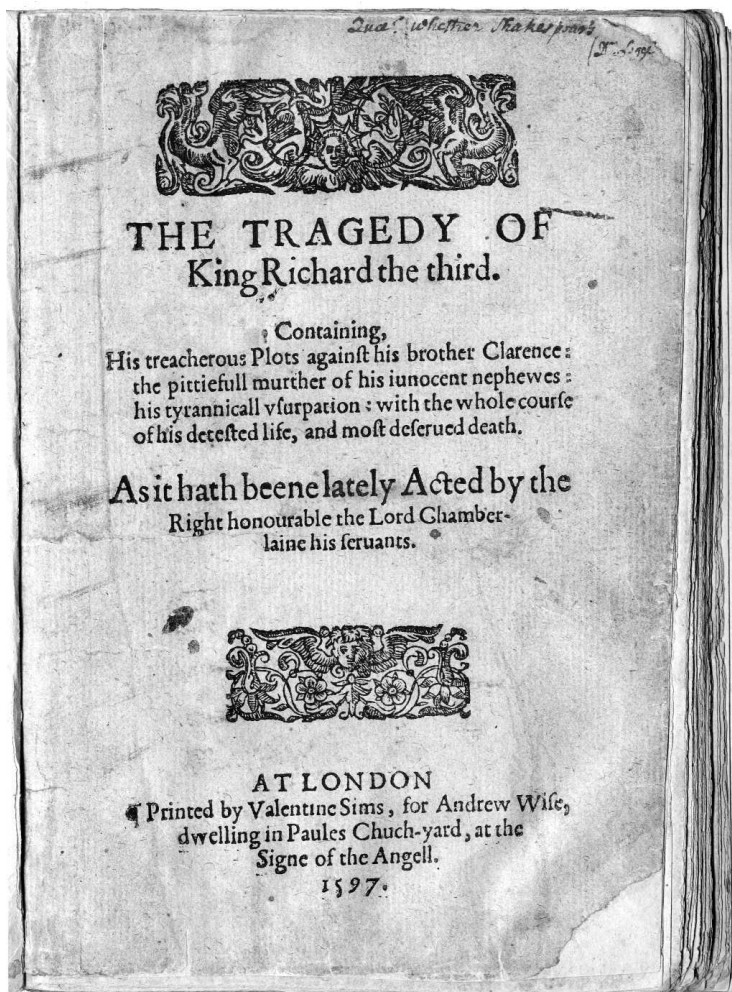 Quaeº whether Shakespear's
THE TRAGEDY OF
King Richard the third.
Containing,
His treacherous Plots againſt his brother Clarence:
the pittiefull murther of his iunocent nephewes:
his tyrannicall vſurpation: with the whole courſe
of his deteſted life, and moſt deſerued death.
As it hath beene lately Acted by the
Right honourable the Lord Chamber-
laine his ſeruants.
AT LONDON
¶ Printed by Valentine Sims, for Andrew Wiſe,
dwelling in Paules Chuch-yard, at the
Signe of the Angell.
1597.